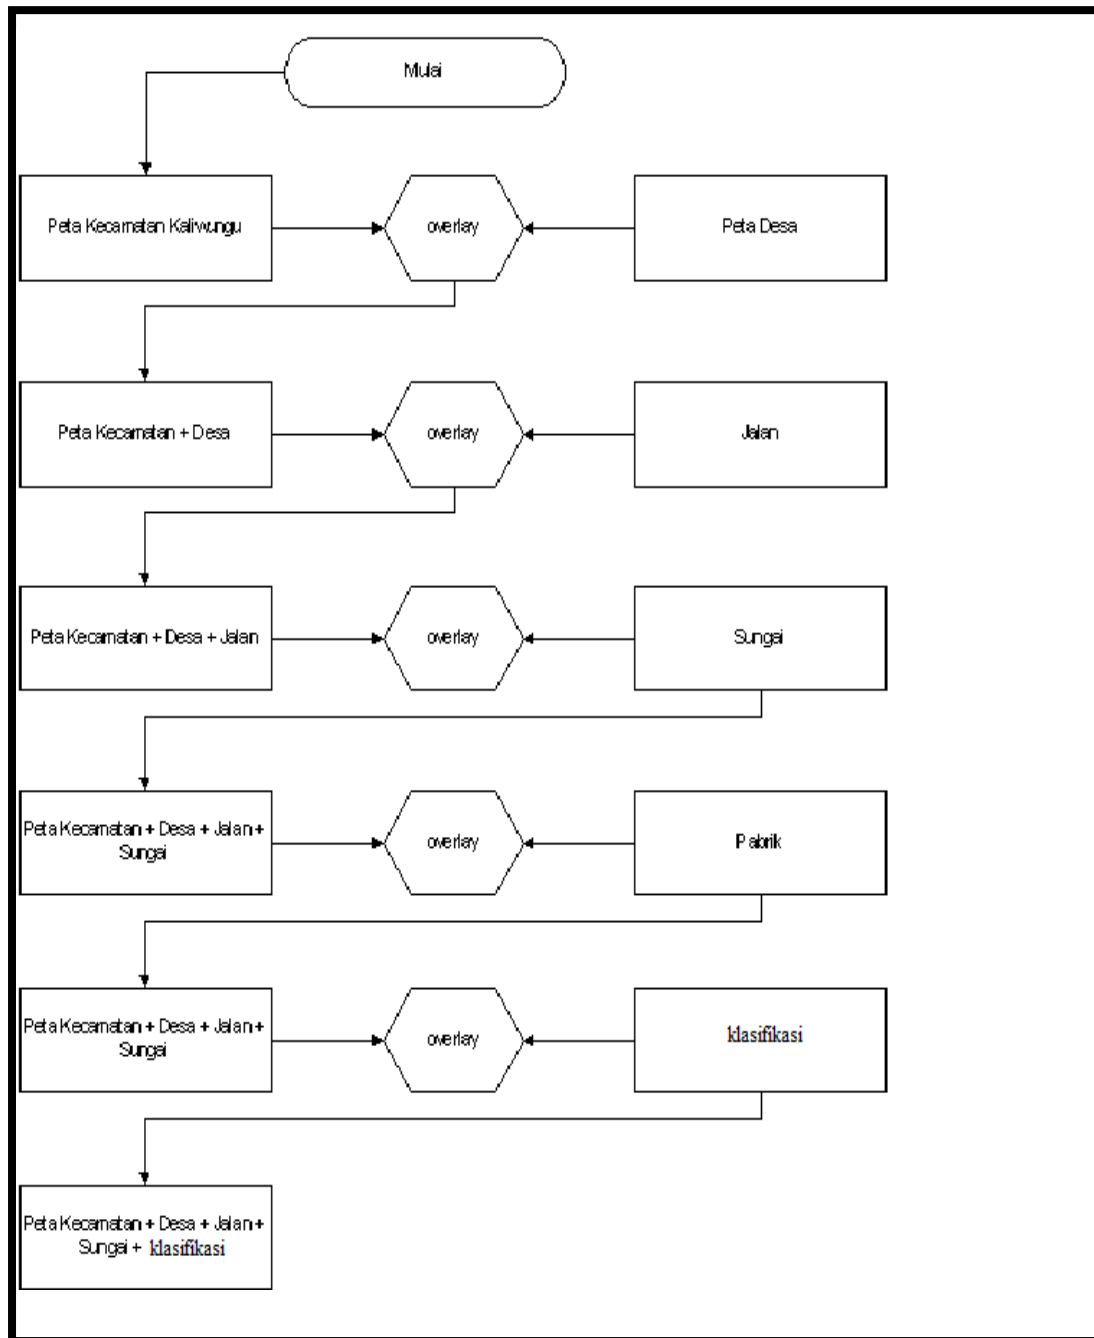 Mulai
Peta Kecamatan Kaliwungu
overlay
Peta Desa
Peta Kecamatan + Desa
overlay
Jalan
Peta Kecamatan + Desa + Jalan
overlay
Sungai
Peta Kecamatan + Desa + Jalan +
Sungai
overlay
Pabrik
Peta Kecamatan + Desa + Jalan +
Sungai
overlay
klasifikasi
Peta Kecamatan + Desa + Jalan +
Sungai + klasifikasi